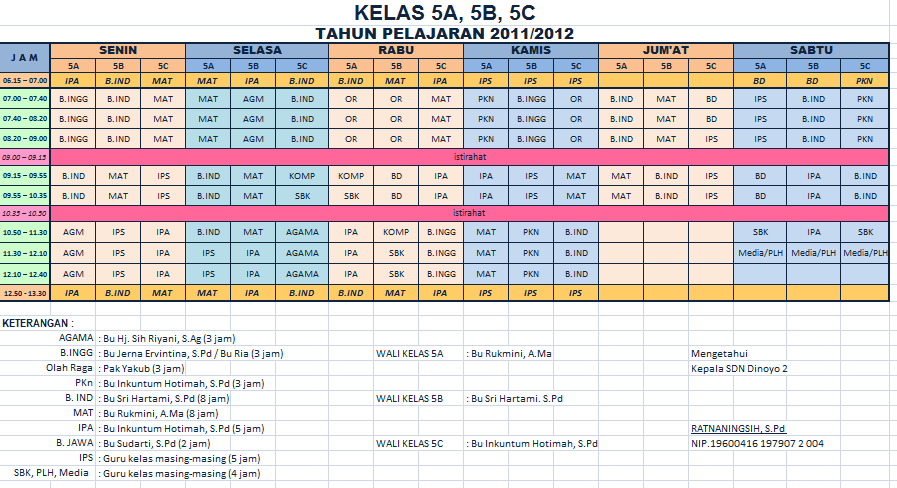 KELAS 5A, 5B, 5C
TAHUN PELAJARAN 2011/2012
J A M SENIN SELASA RABU KAMIS JUM'AT SABTU
5A 5B 5C 5A 5B 5C 5A 5B 5C 5A 5B 5C 5A 5B 5C 5A 5B 5C
06.15 – 07.00 IPA B.IND MAT MAT IPA B.IND B.IND MAT IPA IPS IPS IPS BD BD PKN
07.00 – 07.40 B.INGG B.IND MAT MAT AGM B.IND OR OR MAT PKN B.INGG OR B.IND MAT BD IPS B.IND PKN
07.40 – 08.20 B.INGG B.IND MAT MAT AGM B.IND OR OR MAT PKN B.INGG OR B.IND MAT BD IPS B.IND PKN
08.20 – 09.00 B.INGG B.IND MAT MAT AGM B.IND OR OR MAT PKN B.INGG OR B.IND MAT IPS IPS B.IND PKN
09.00 – 09.15 istirahat
09.15 – 09.55 B.IND MAT IPS B.IND MAT KOMP KOMP BD IPA IPA IPS MAT MAT B.IND IPS BD IPA B.IND
09.55 – 10.35 B.IND MAT IPS B.IND MAT SBK SBK BD IPA IPA IPS MAT MAT B.IND IPS BD IPA B.IND
10.35 – 10.50 istirahat
10.50 – 11.30 AGM IPS IPA B.IND MAT AGAMA IPA KOMP B.INGG MAT PKN B.IND SBK IPA SBK
11.30 – 12.10 AGM IPS IPA IPS IPA AGAMA IPA SBK B.INGG MAT PKN B.IND Media/PLH Media/PLH Media/PLH
12.10 – 12.40 AGM IPS IPA IPS IPA AGAMA IPA SBK B.INGG MAT PKN B.IND
12.50 - 13.30 IPA B.IND MAT MAT IPA B.IND B.IND MAT IPA IPS IPS IPS
KETERANGAN :
AGAMA : Bu Hj. Sih Riyani, S.Ag (3 jam)
B.INGG : Bu Jerna Ervintina, S.Pd / Bu Ria (3 jam) WALI KELAS 5A : Bu Rukmini, A.Ma Mengetahui
Olah Raga : Pak Yakub (3 jam) Kepala SDN Dinoyo 2
PKn : Bu Inkuntum Hotimah, S.Pd (3 jam)
B. IND : Bu Sri Hartami, S.Pd (8 jam) WALI KELAS 5B : Bu Sri Hartami. S.Pd
MAT : Bu Rukmini, A.Ma (8 jam)
IPA : Bu Inkuntum Hotimah, S.Pd (5 jam) RATNANINGSIH, S.Pd
B. JAWA : Bu Sudarti, S.Pd (2 jam) WALI KELAS 5C : Bu Inkuntum Hotimah, S.Pd NIP.19600416 197907 2 004
IPS : Guru kelas masing-masing (5 jam)
SBK, PLH, Media : Guru kelas masing-masing (4 jam)